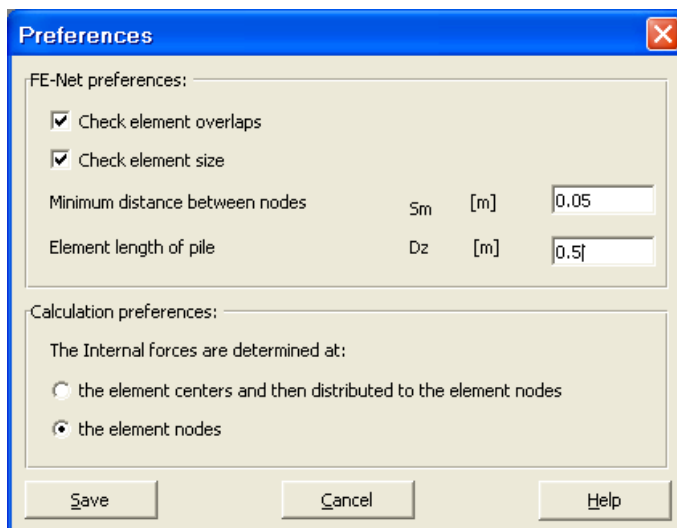 Preferences
FE-Net preferences:
Check element overlaps
Check element size
Minimum distance between nodes Sm [m] 0.05
Element length of pile Dz [m] 0.5
Calculation preferences:
The Internal forces are determined at:
the element centers and then distributed to the element nodes
the element nodes
Save Cancel Help